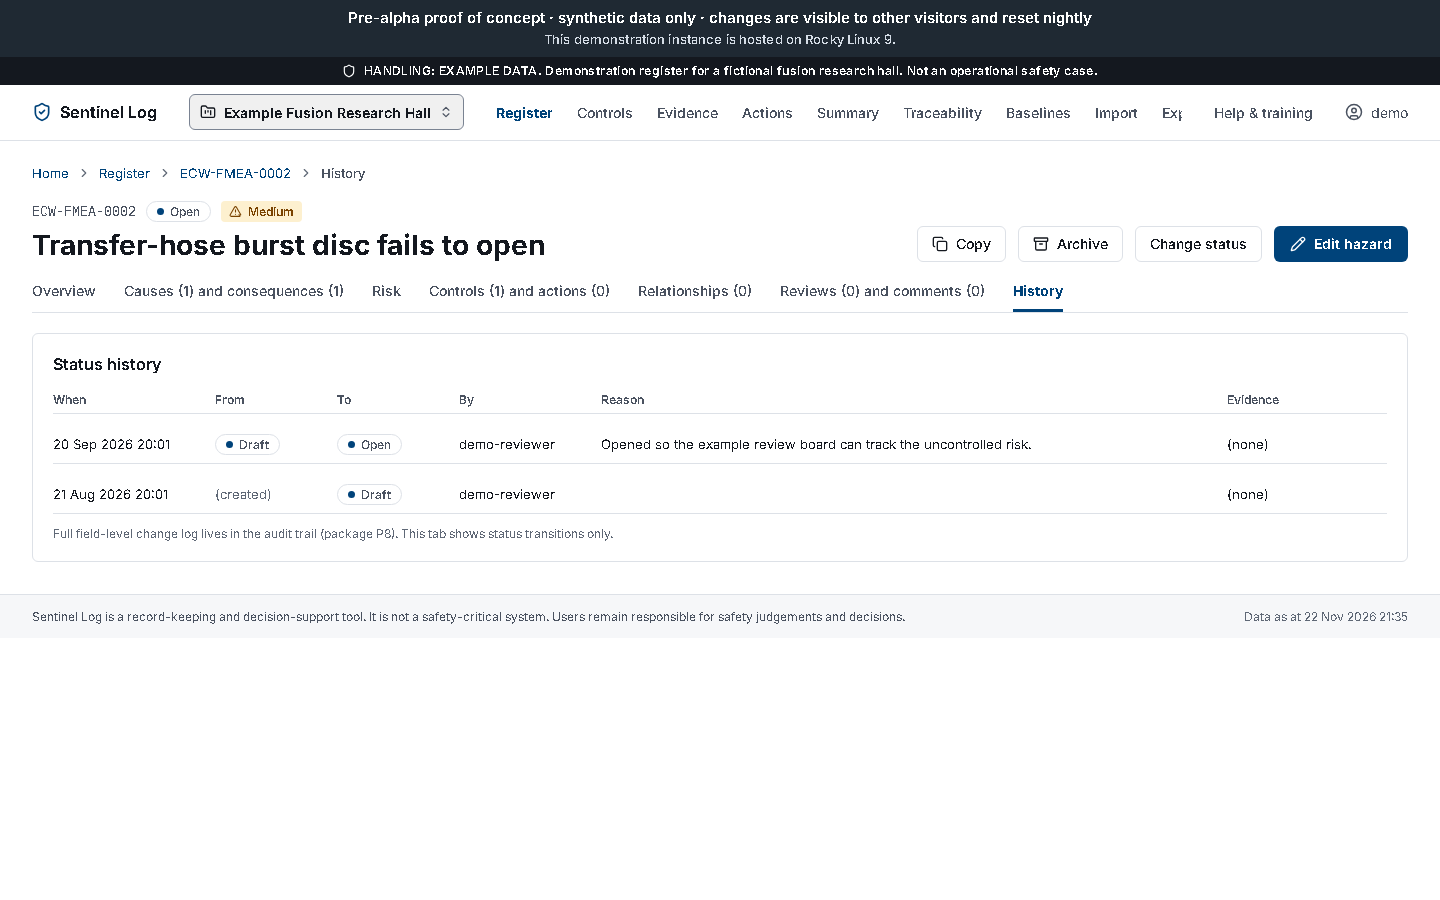 Pre-alpha proof of concept · synthetic data only · changes are visible to other visitors and reset nightly
This demonstration instance is hosted on Rocky Linux 9.
HANDLING: EXAMPLE DATA. Demonstration register for a fictional fusion research hall. Not an operational safety case.
Sentinel Log
Example Fusion Research Hall
Register Controls Evidence Actions Summary Traceability Baselines Import Exp Help & training demo
Home > Register > ECW-FMEA-0002 > History
ECW-FMEA-0002 Open Medium
Transfer-hose burst disc fails to open
Copy Archive Change status Edit hazard
Overview Causes (1) and consequences (1) Risk Controls (1) and actions (0) Relationships (0) Reviews (0) and comments (0) History
Status history
When From To By Reason Evidence
20 Sep 2026 20:01 Draft Open demo-reviewer Opened so the example review board can track the uncontrolled risk. (none)
21 Aug 2026 20:01 (created) Draft demo-reviewer (none)
Full field-level change log lives in the audit trail (package P8). This tab shows status transitions only.
Sentinel Log is a record-keeping and decision-support tool. It is not a safety-critical system. Users remain responsible for safety judgements and decisions.
Data as at 22 Nov 2026 21:35